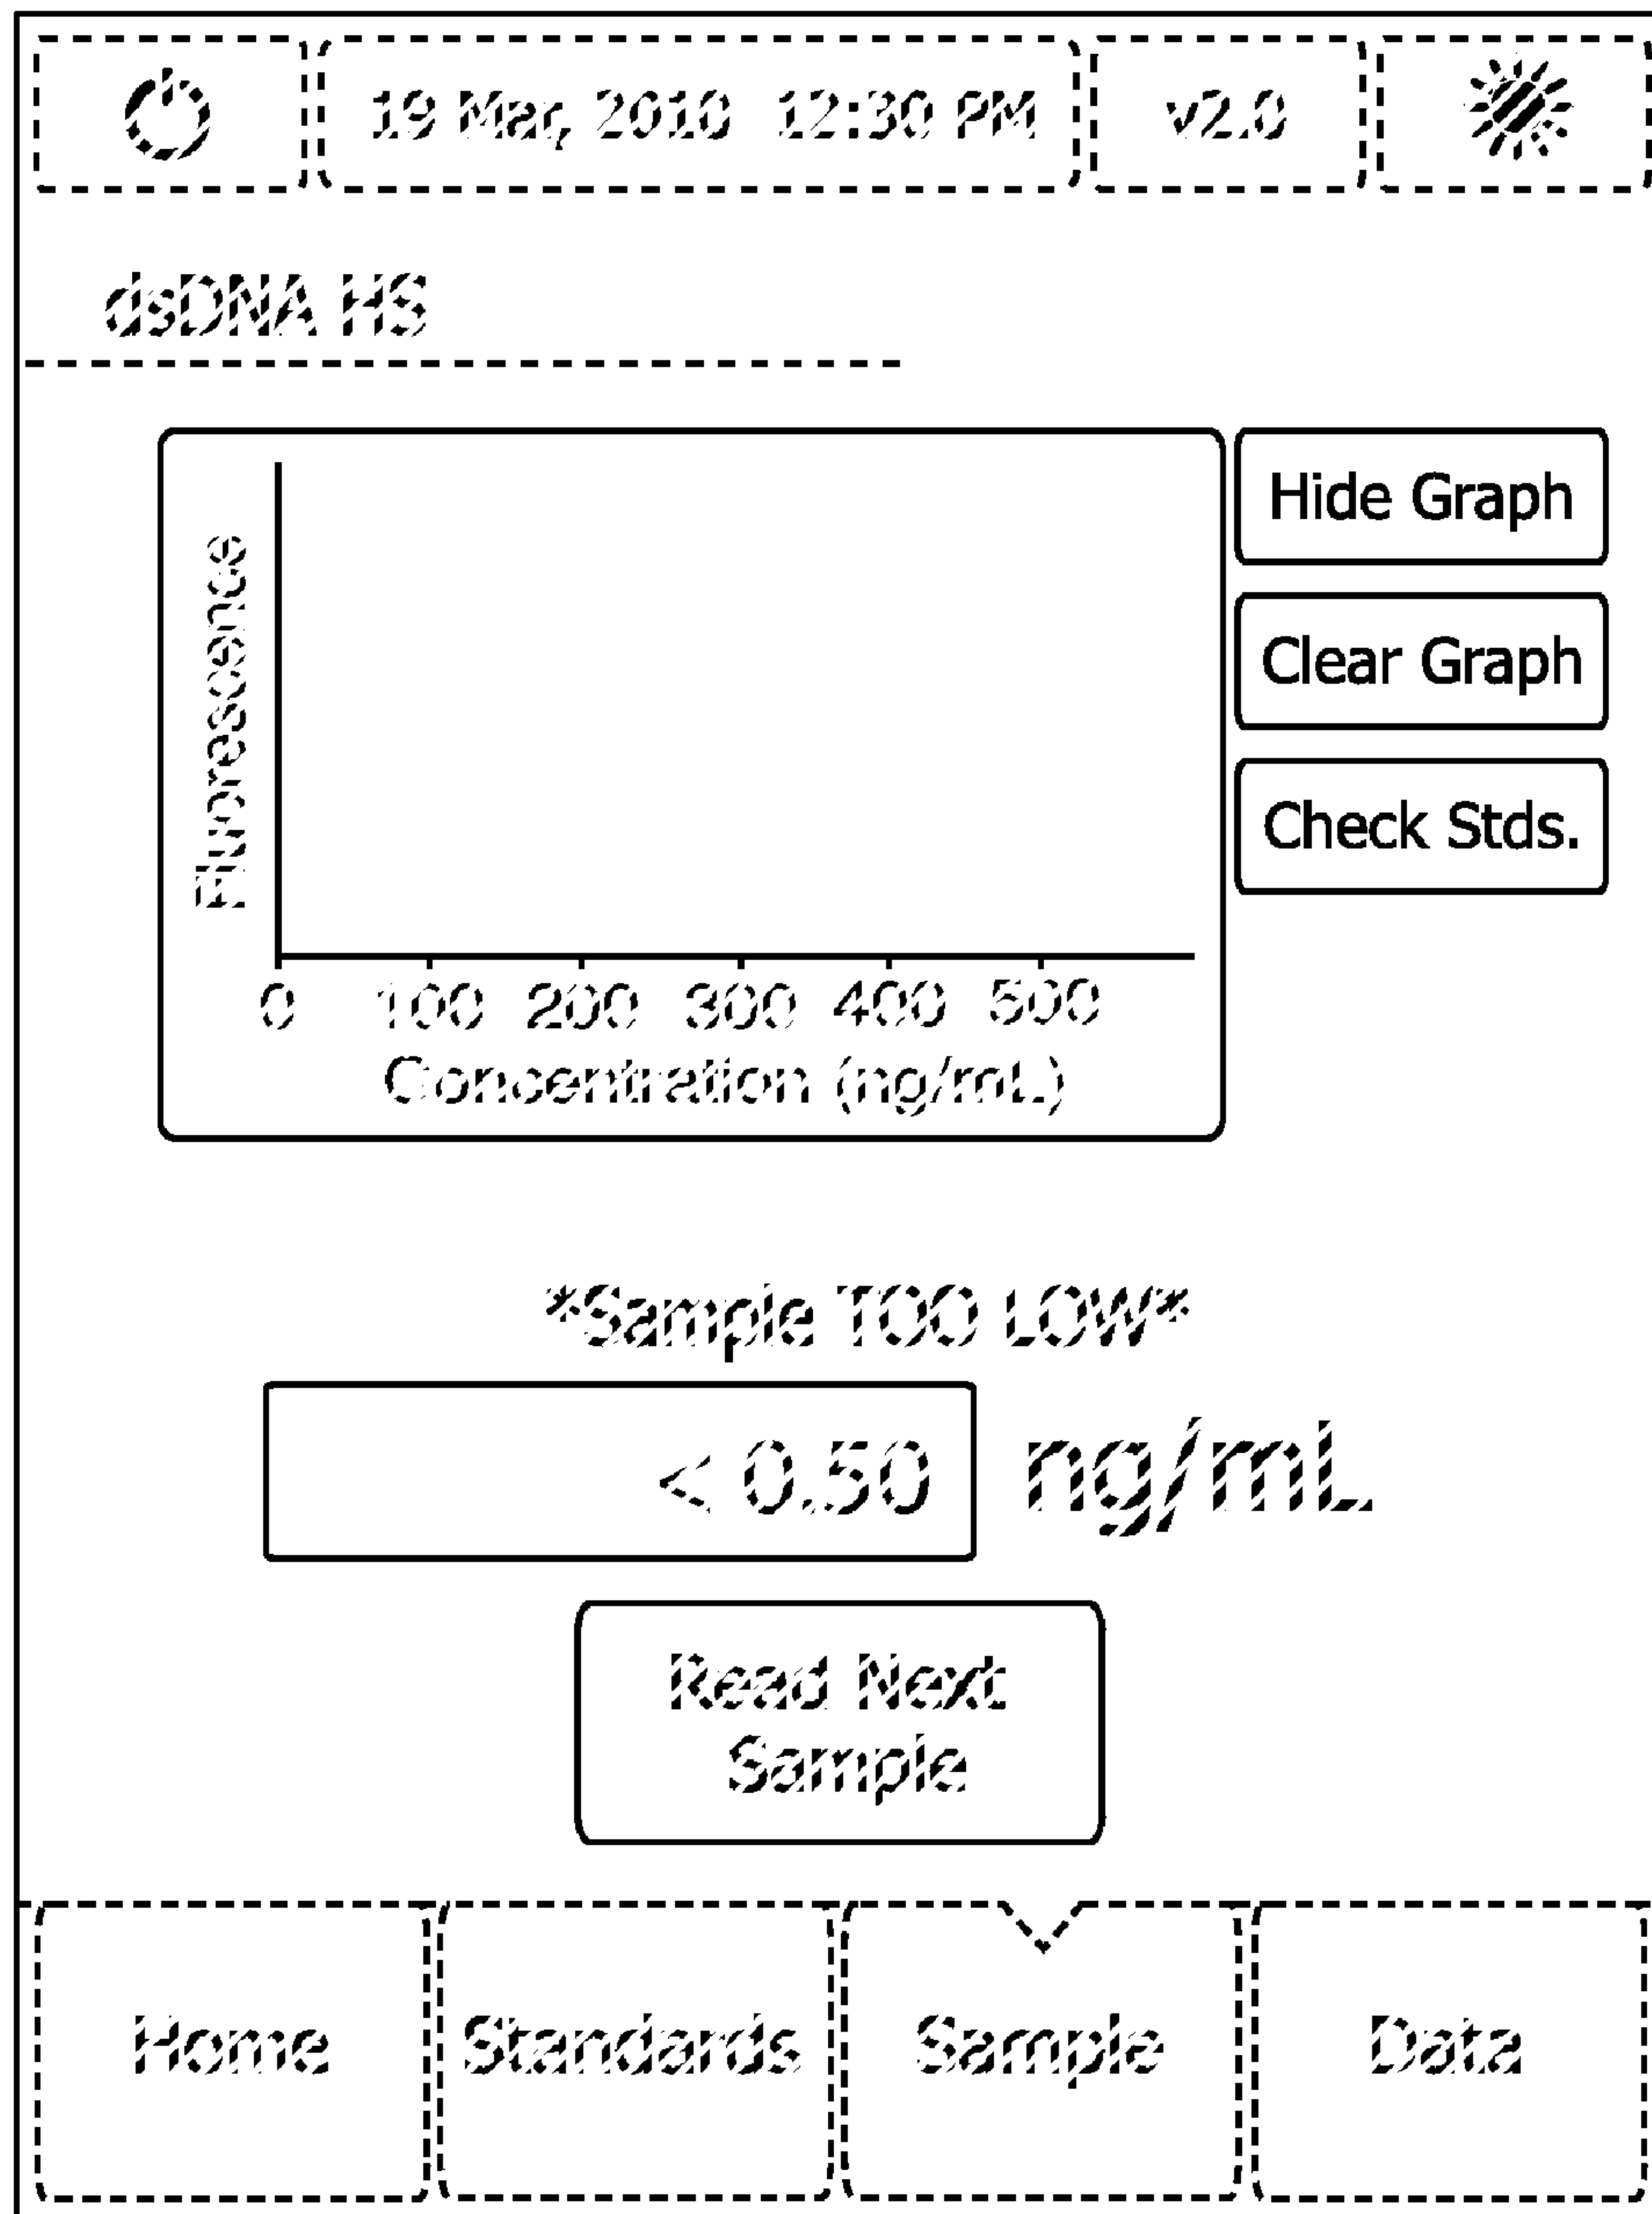 19 Mar, 2010 12:30 PM v2.0
dsDNA HS
Hide Graph
Clear Graph
Check Stds.
Fluorescence
0 100 200 300 400 500
Concentration (ng/mL)
*Sample TOO LOW*
< 0.50 ng/mL
Read Next
Sample
Home Standards Sample Data